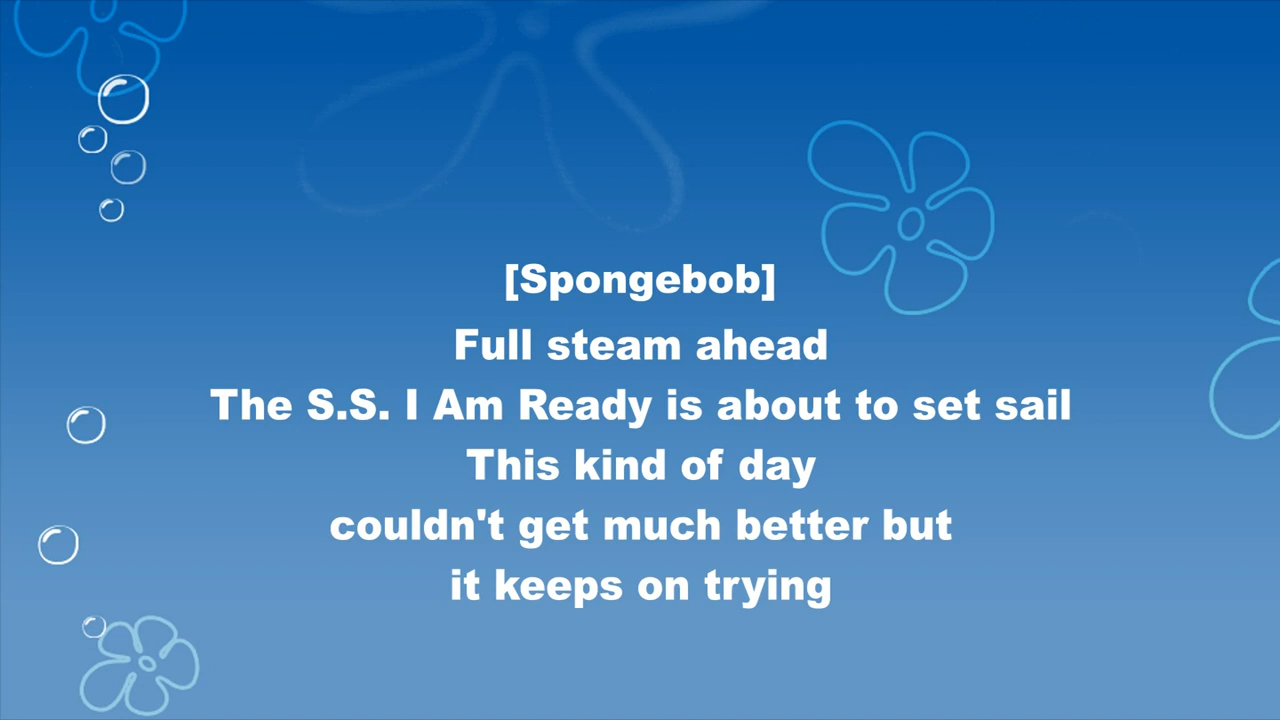 [Spongebob]
Full steam ahead
The S.S. I Am Ready is about to set sail
This kind of day
couldn't get much better but
it keeps on trying